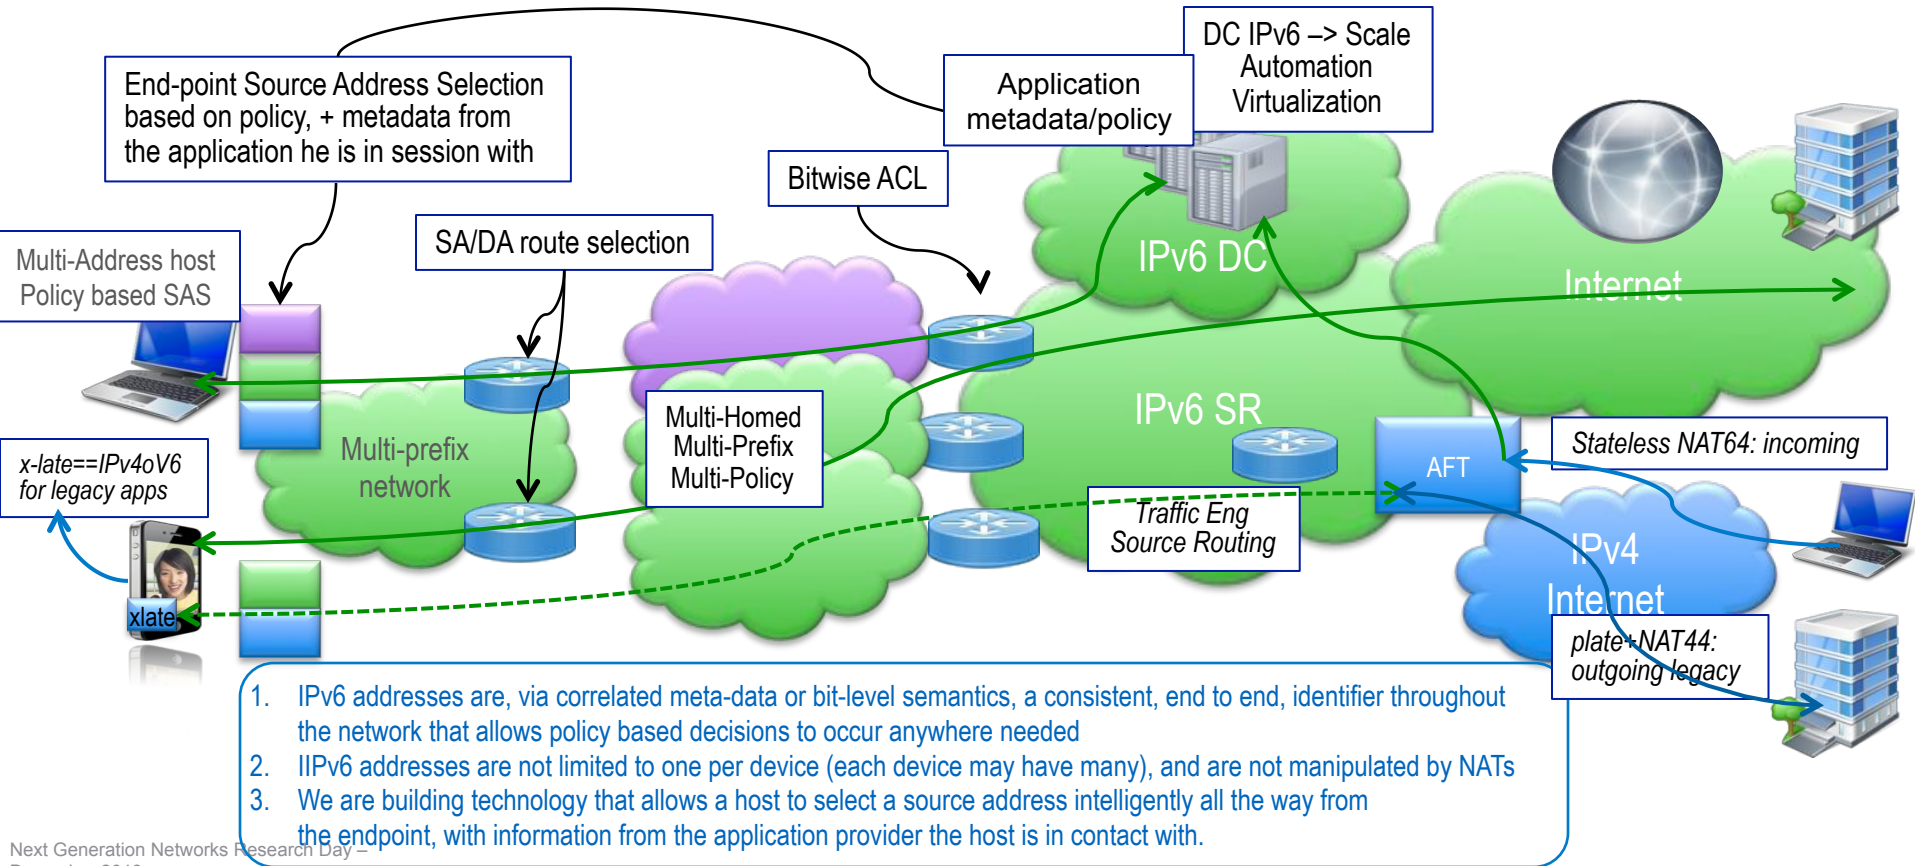 DC IPv6 –> Scale
Automation
Virtualization
Application
metadata/policy
End-point Source Address Selection
based on policy, + metadata from
the application he is in session with
Bitwise ACL
SA/DA route selection
Multi-Address host
Policy based SAS
IPv6 DC
Internet
Multi-Homed
Multi-Prefix
Multi-Policy
IPv6 SR
Multi-prefix
network
x-late==IPv4oV6
for legacy apps
AFT
Stateless NAT64: incoming
Traffic Eng
Source Routing
IPv4
Internet
xlate
plate+NAT44:
outgoing legacy
1. IPv6 addresses are, via correlated meta-data or bit-level semantics, a consistent, end to end, identifier throughout
the network that allows policy based decisions to occur anywhere needed
2. IIPv6 addresses are not limited to one per device (each device may have many), and are not manipulated by NATs
3. We are building technology that allows a host to select a source address intelligently all the way from
the endpoint, with information from the application provider the host is in contact with.
Next Generation Networks Research Day –